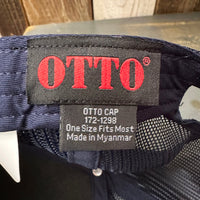 OTTO®
OTTO CAP
172-1298
One Size Fits Most
Made in Myanmar